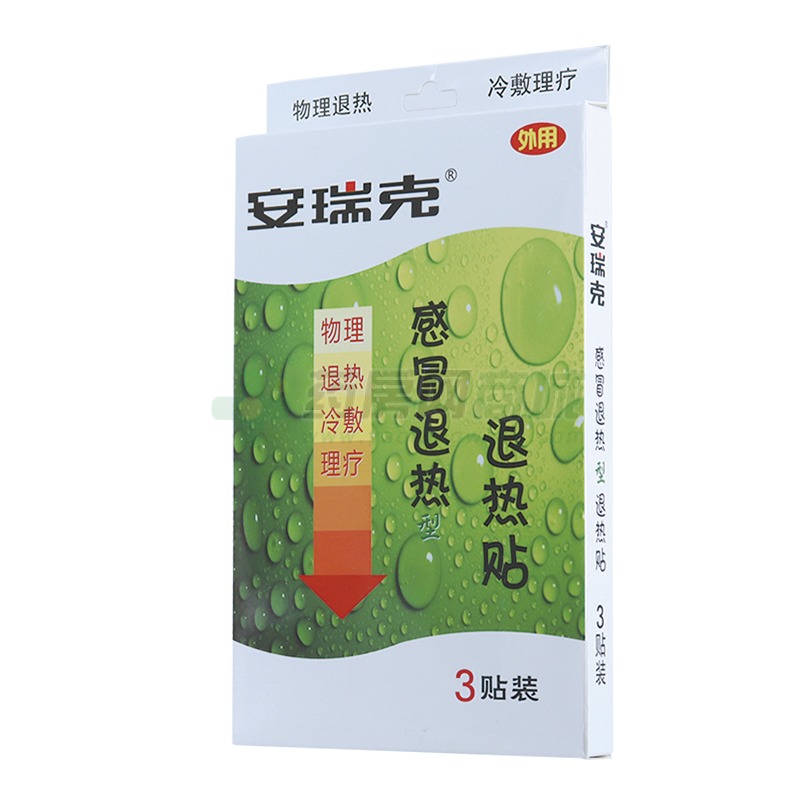 物理退热
冷敷理疗
外用
安瑞克®
物理
退热
冷敷
理疗
感冒退热型
退热贴
3贴装
安瑞克 感冒退热型退热贴 3贴装